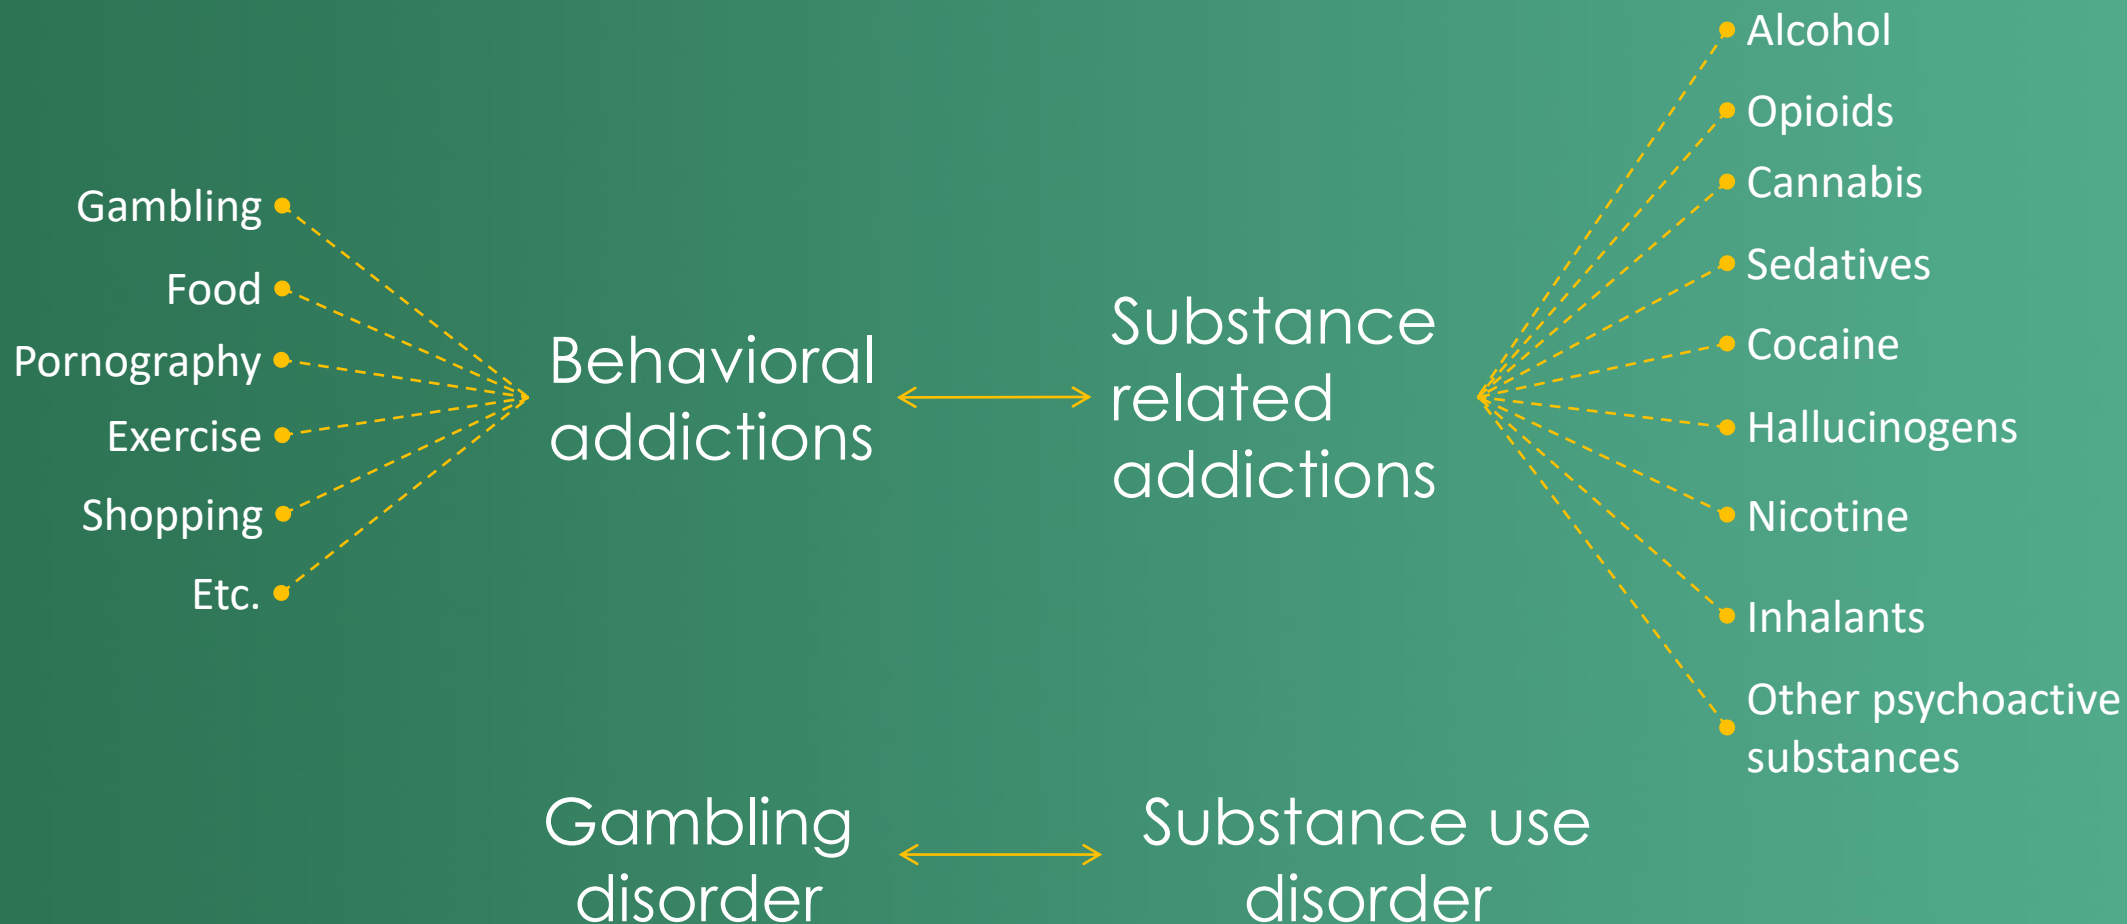 Gambling
Food
Pornography
Exercise
Shopping
Etc.
Behavioral
addictions
Substance
related
addictions
Alcohol
Opioids
Cannabis
Sedatives
Cocaine
Hallucinogens
Nicotine
Inhalants
Other psychoactive
substances
Gambling
disorder
Substance use
disorder